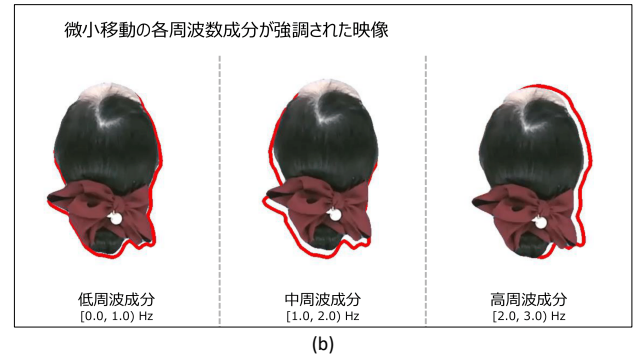 微小移動の各周波数成分が強調された映像
低周波成分
[0.0, 1.0) Hz
中周波成分
[1.0, 2.0) Hz
高周波成分
[2.0, 3.0) Hz
(b)